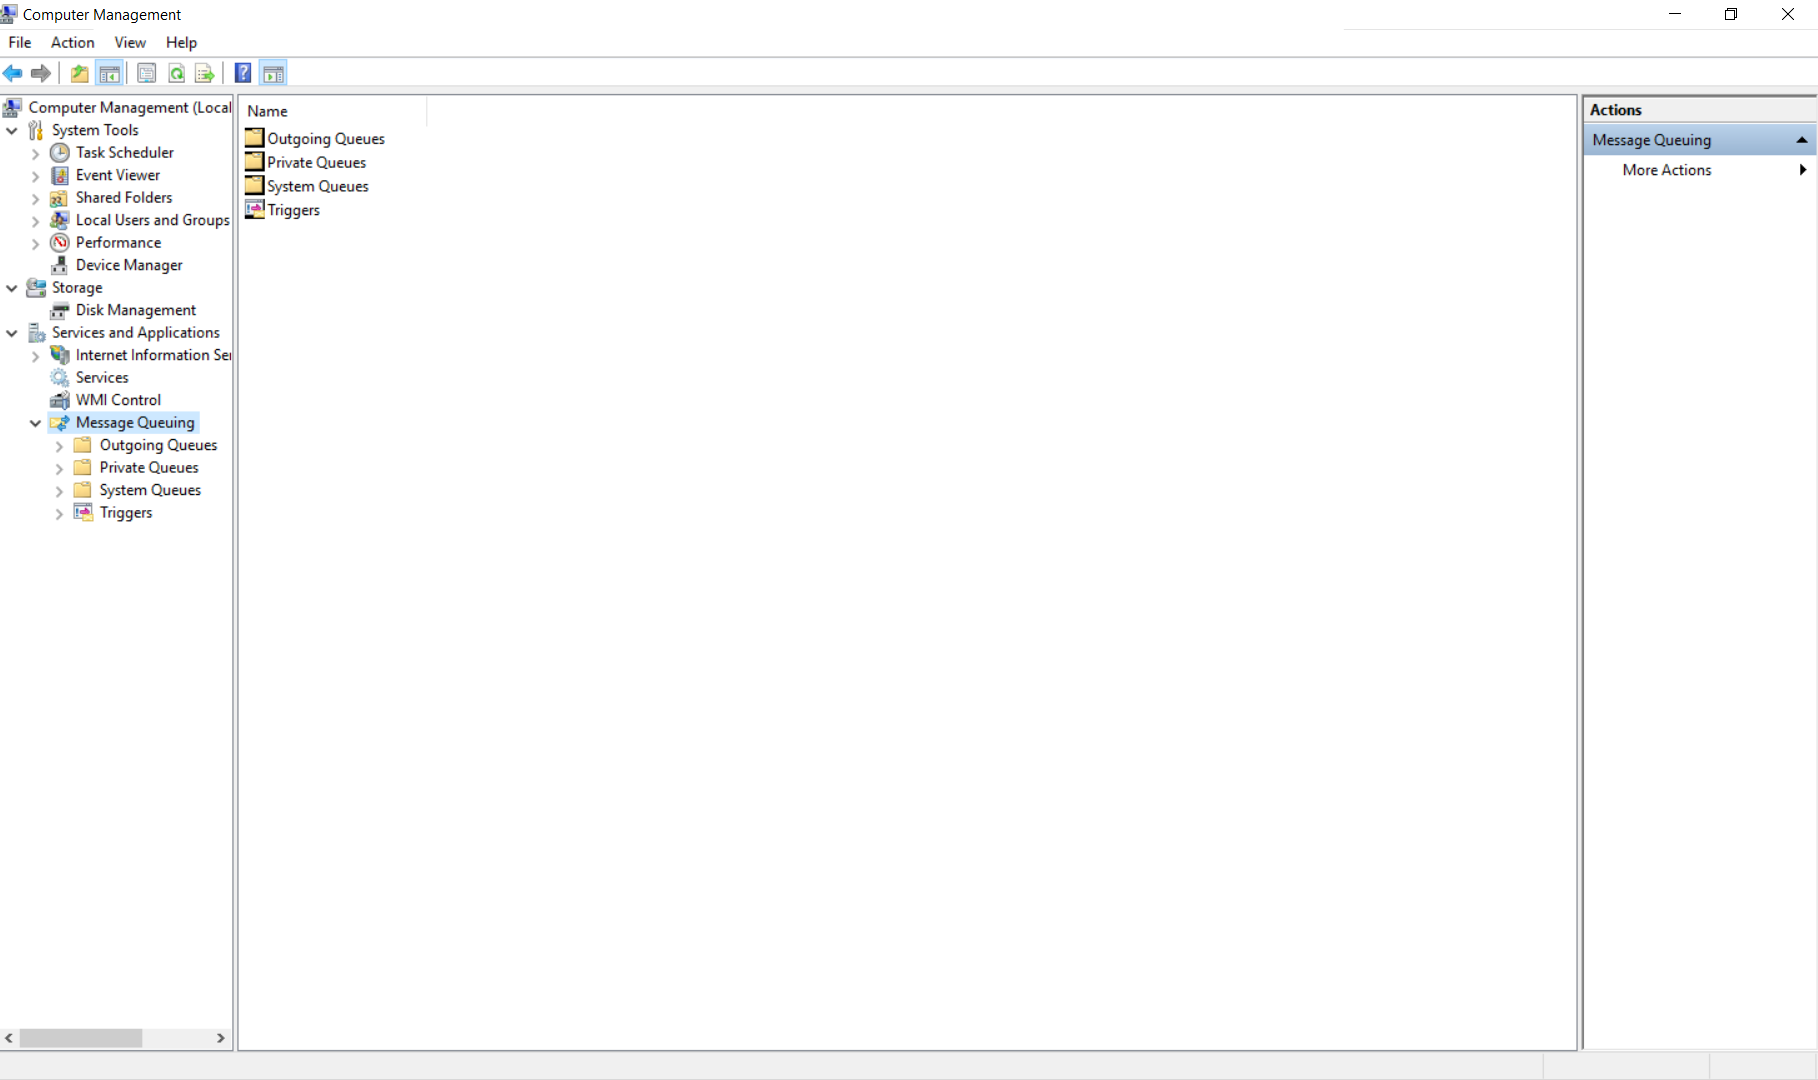 Computer Management
File Action View Help
Computer Management (Local
System Tools
Task Scheduler
Event Viewer
Shared Folders
Local Users and Groups
Performance
Device Manager
Storage
Disk Management
Services and Applications
Internet Information Ser
Services
WMI Control
Message Queuing
Outgoing Queues
Private Queues
System Queues
Triggers
Name
Outgoing Queues
Private Queues
System Queues
Triggers
Actions
Message Queuing
More Actions